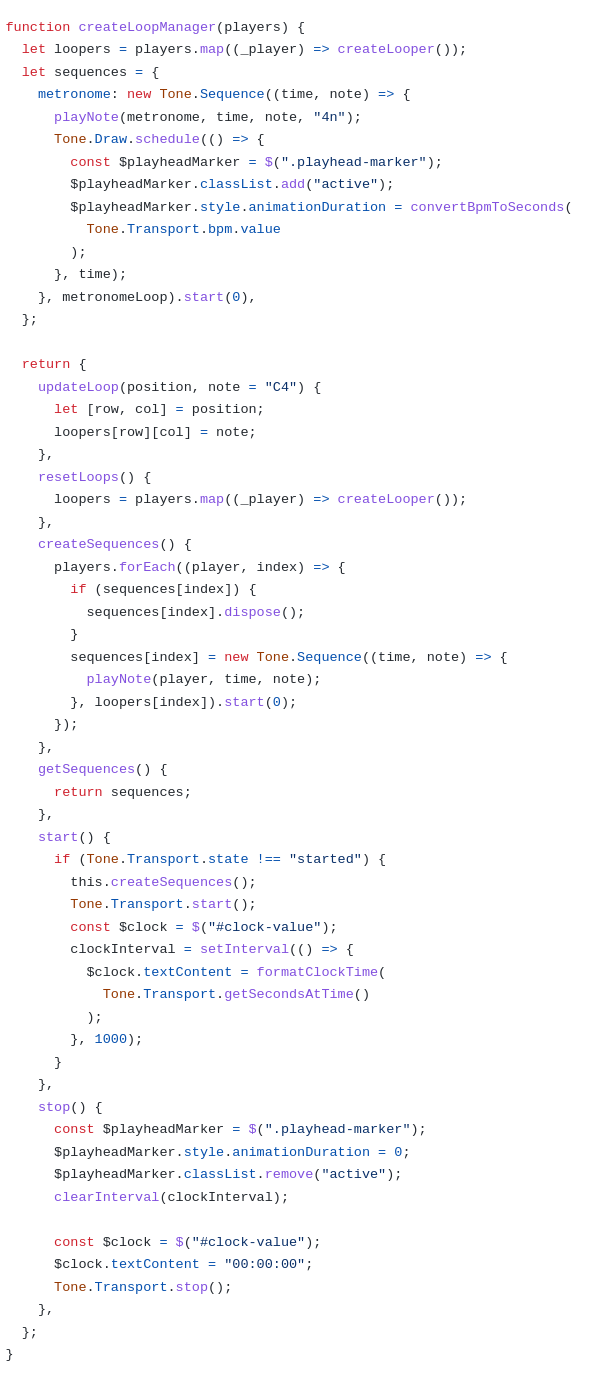 function createLoopManager(players) {
  let loopers = players.map((_player) => createLooper());
  let sequences = {
    metronome: new Tone.Sequence((time, note) => {
      playNote(metronome, time, note, "4n");
      Tone.Draw.schedule(() => {
        const $playheadMarker = $(".playhead-marker");
        $playheadMarker.classList.add("active");
        $playheadMarker.style.animationDuration = convertBpmToSeconds(
          Tone.Transport.bpm.value
        );
      }, time);
    }, metronomeLoop).start(0),
  };

  return {
    updateLoop(position, note = "C4") {
      let [row, col] = position;
      loopers[row][col] = note;
    },
    resetLoops() {
      loopers = players.map((_player) => createLooper());
    },
    createSequences() {
      players.forEach((player, index) => {
        if (sequences[index]) {
          sequences[index].dispose();
        }
        sequences[index] = new Tone.Sequence((time, note) => {
          playNote(player, time, note);
        }, loopers[index]).start(0);
      });
    },
    getSequences() {
      return sequences;
    },
    start() {
      if (Tone.Transport.state !== "started") {
        this.createSequences();
        Tone.Transport.start();
        const $clock = $("#clock-value");
        clockInterval = setInterval(() => {
          $clock.textContent = formatClockTime(
            Tone.Transport.getSecondsAtTime()
          );
        }, 1000);
      }
    },
    stop() {
      const $playheadMarker = $(".playhead-marker");
      $playheadMarker.style.animationDuration = 0;
      $playheadMarker.classList.remove("active");
      clearInterval(clockInterval);

      const $clock = $("#clock-value");
      $clock.textContent = "00:00:00";
      Tone.Transport.stop();
    },
  };
}